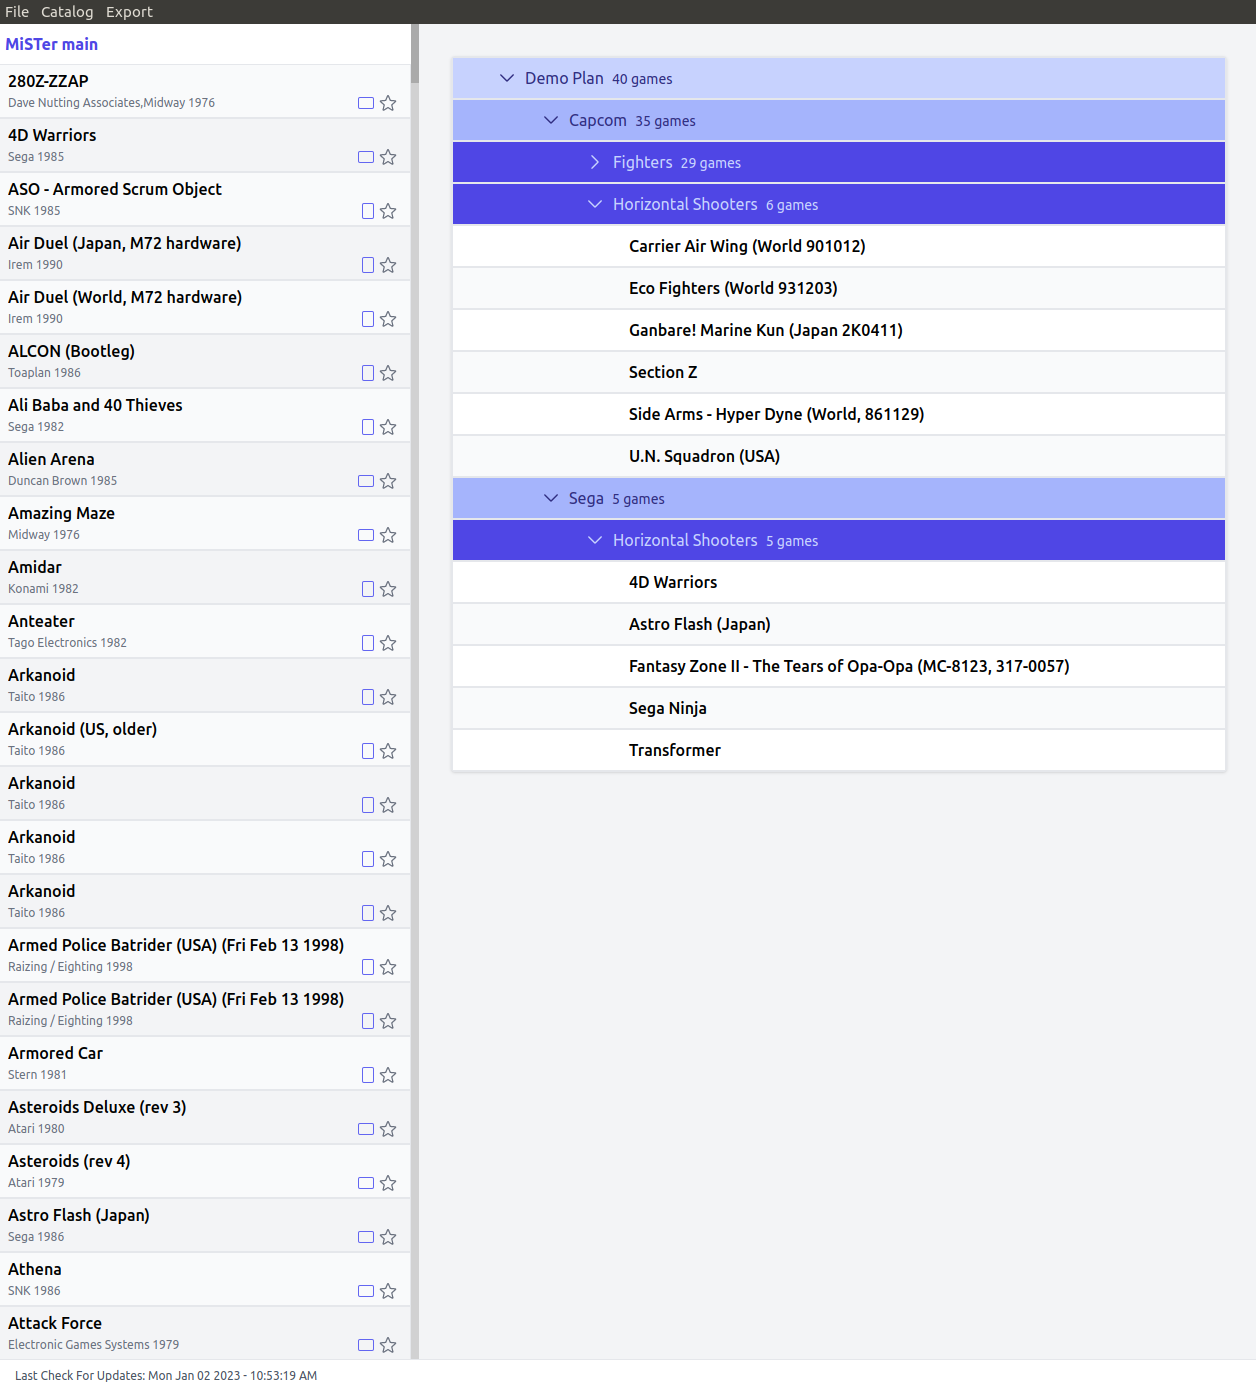 File Catalog Export
MiSTer main
280Z-ZZAP
Dave Nutting Associates,Midway 1976
4D Warriors
Sega 1985
ASO - Armored Scrum Object
SNK 1985
Air Duel (Japan, M72 hardware)
Irem 1990
Air Duel (World, M72 hardware)
Irem 1990
ALCON (Bootleg)
Toaplan 1986
Ali Baba and 40 Thieves
Sega 1982
Alien Arena
Duncan Brown 1985
Amazing Maze
Midway 1976
Amidar
Konami 1982
Anteater
Tago Electronics 1982
Arkanoid
Taito 1986
Arkanoid (US, older)
Taito 1986
Arkanoid
Taito 1986
Arkanoid
Taito 1986
Arkanoid
Taito 1986
Armed Police Batrider (USA) (Fri Feb 13 1998)
Raizing / Eighting 1998
Armed Police Batrider (USA) (Fri Feb 13 1998)
Raizing / Eighting 1998
Armored Car
Stern 1981
Asteroids Deluxe (rev 3)
Atari 1980
Asteroids (rev 4)
Atari 1979
Astro Flash (Japan)
Sega 1986
Athena
SNK 1986
Attack Force
Electronic Games Systems 1979
Demo Plan 40 games
Capcom 35 games
Fighters 29 games
Horizontal Shooters 6 games
Carrier Air Wing (World 901012)
Eco Fighters (World 931203)
Ganbare! Marine Kun (Japan 2K0411)
Section Z
Side Arms - Hyper Dyne (World, 861129)
U.N. Squadron (USA)
Sega 5 games
Horizontal Shooters 5 games
4D Warriors
Astro Flash (Japan)
Fantasy Zone II - The Tears of Opa-Opa (MC-8123, 317-0057)
Sega Ninja
Transformer
Last Check For Updates: Mon Jan 02 2023 - 10:53:19 AM